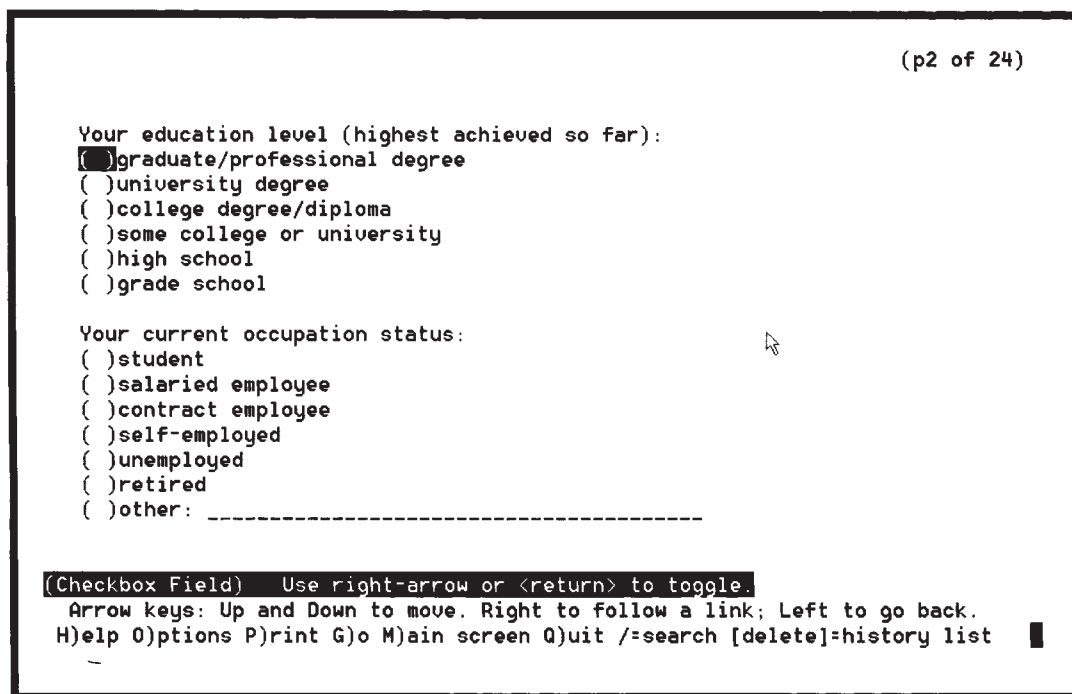 (p2 of 24)
Your education level (highest achieved so far):
( )graduate/professional degree
( )university degree
( )college degree/diploma
( )some college or university
( )high school
( )grade school
Your current occupation status:
( )student
( )salaried employee
( )contract employee
( )self-employed
( )unemployed
( )retired
( )other: ________________________________________
(Checkbox Field)   Use right-arrow or <return> to toggle.
Arrow keys: Up and Down to move. Right to follow a link; Left to go back.
H)elp O)ptions P)rint G)o M)ain screen Q)uit /=search [delete]=history list